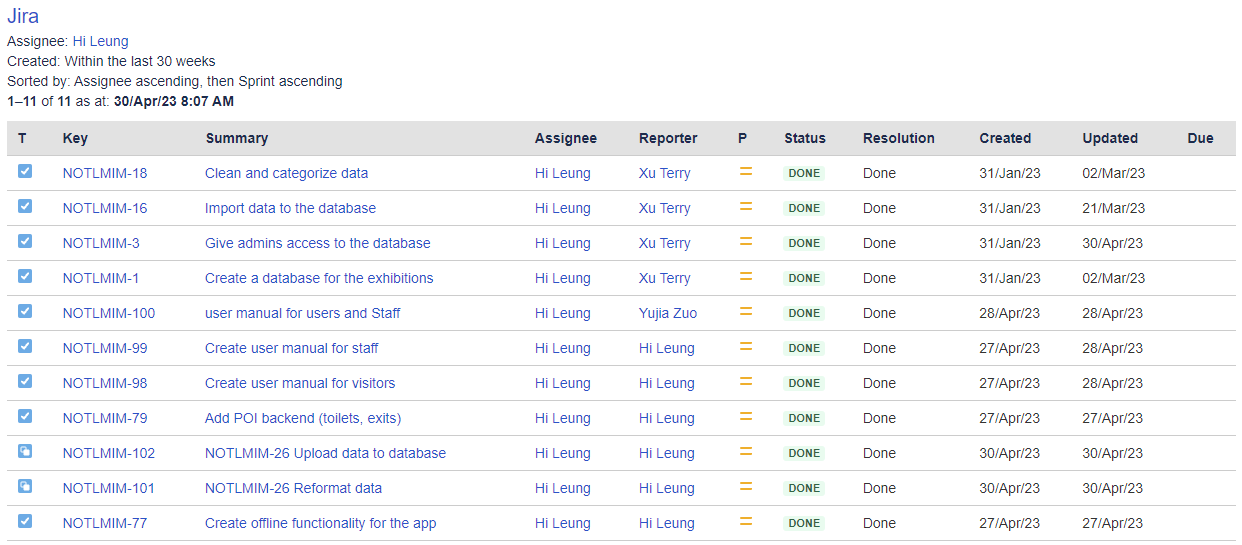 Jira
Assignee: Hi Leung
Created: Within the last 30 weeks
Sorted by: Assignee ascending, then Sprint ascending
1–11 of 11 as at: 30/Apr/23 8:07 AM
T Key Summary Assignee Reporter P Status Resolution Created Updated Due
NOTLMIM-18 Clean and categorize data Hi Leung Xu Terry DONE Done 31/Jan/23 02/Mar/23
NOTLMIM-16 Import data to the database Hi Leung Xu Terry DONE Done 31/Jan/23 21/Mar/23
NOTLMIM-3 Give admins access to the database Hi Leung Xu Terry DONE Done 31/Jan/23 30/Apr/23
NOTLMIM-1 Create a database for the exhibitions Hi Leung Xu Terry DONE Done 31/Jan/23 02/Mar/23
NOTLMIM-100 user manual for users and Staff Hi Leung Yujia Zuo DONE Done 28/Apr/23 28/Apr/23
NOTLMIM-99 Create user manual for staff Hi Leung Hi Leung DONE Done 27/Apr/23 28/Apr/23
NOTLMIM-98 Create user manual for visitors Hi Leung Hi Leung DONE Done 27/Apr/23 28/Apr/23
NOTLMIM-79 Add POI backend (toilets, exits) Hi Leung Hi Leung DONE Done 27/Apr/23 27/Apr/23
NOTLMIM-102 NOTLMIM-26 Upload data to database Hi Leung Hi Leung DONE Done 30/Apr/23 30/Apr/23
NOTLMIM-101 NOTLMIM-26 Reformat data Hi Leung Hi Leung DONE Done 30/Apr/23 30/Apr/23
NOTLMIM-77 Create offline functionality for the app Hi Leung Hi Leung DONE Done 27/Apr/23 27/Apr/23